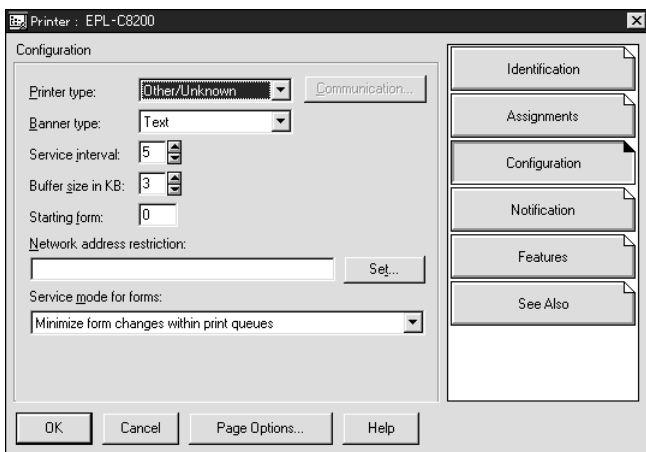 Printer : EPL-C8200
Configuration
Printer type: Other/Unknown Communication...
Banner type: Text
Service interval: 5
Buffer size in KB: 3
Starting form: 0
Network address restriction:
Set...
Service mode for forms:
Minimize form changes within print queues
Identification
Assignments
Configuration
Notification
Features
See Also
OK Cancel Page Options... Help